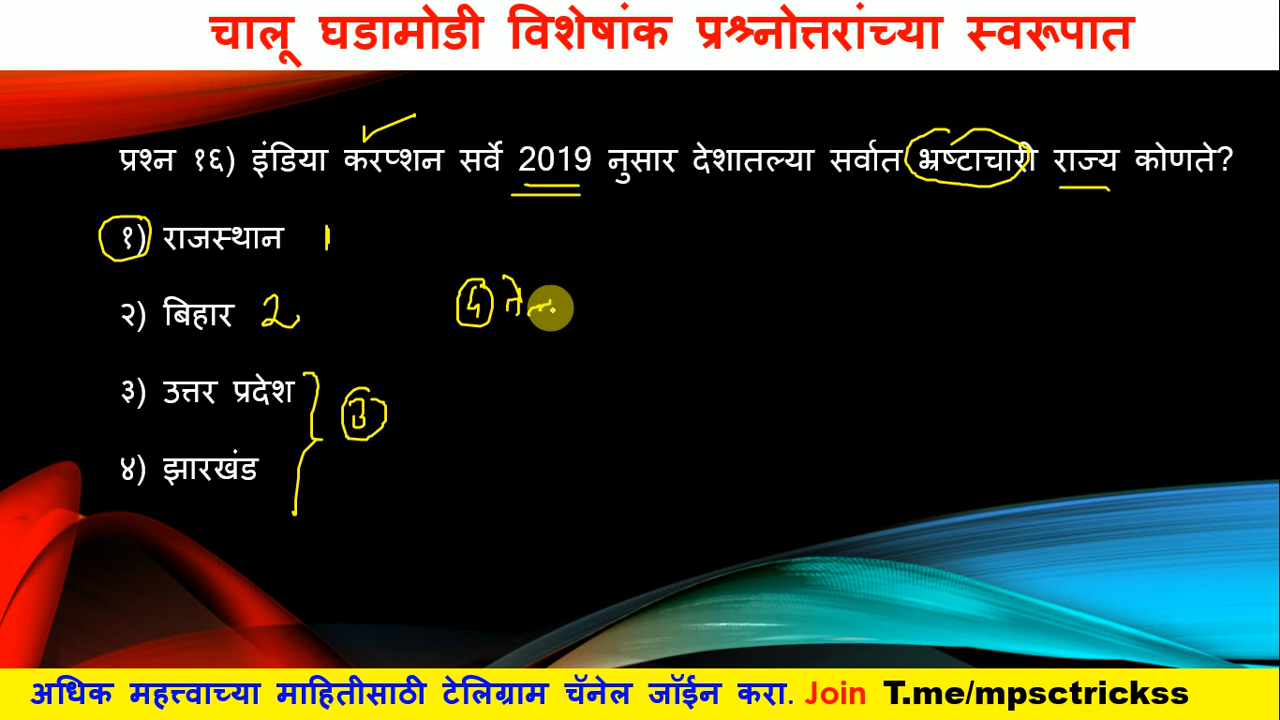 चालू घडामोडी विशेषांक प्रश्नोत्तरांच्या स्वरूपात
प्रश्न १६) इंडिया करप्शन सर्वे 2019 नुसार देशातल्या सर्वात भ्रष्टाचारी राज्य कोणते?
१) राजस्थान 1
२) बिहार 2
३) उत्तर प्रदेश
४) झारखंड
अधिक महत्त्वाच्या माहितीसाठी टेलिग्राम चॅनेल जॉईन करा. Join T.me/mpsctrickss